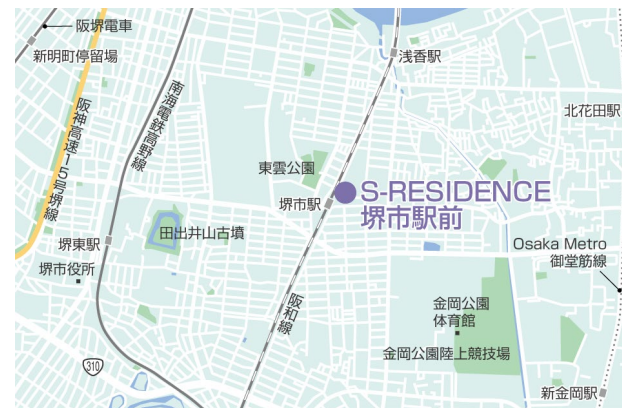 阪堺電車
新明町停留場
浅香駅
南海電鉄高野線
阪神高速15号堺線
北花田駅
東雲公園
S-RESIDENCE
堺市駅前
堺市駅
田出井山古墳
堺東駅
堺市役所
Osaka Metro
御堂筋線
阪和線
金岡公園
体育館
金岡公園陸上競技場
310
新金岡駅